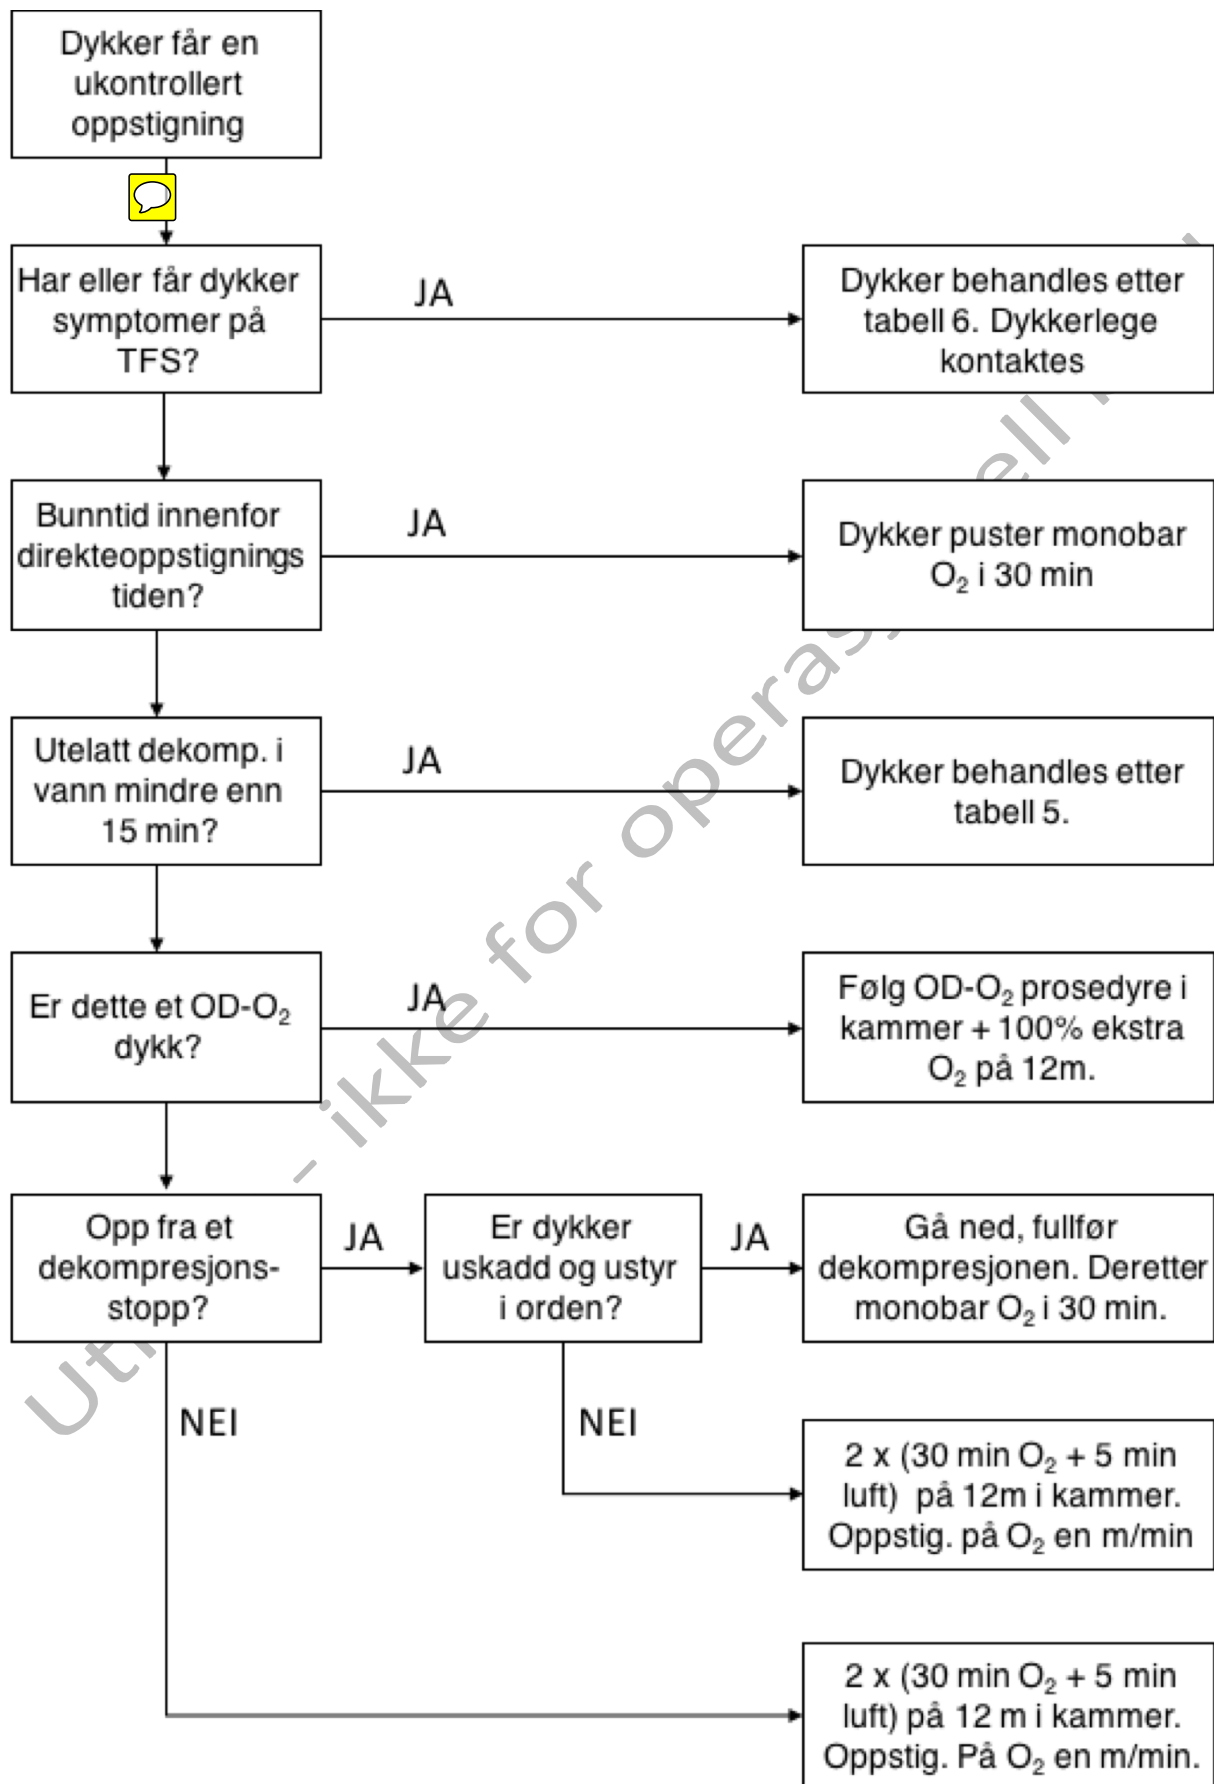 Dykker får en
ukontrollert
oppstigning
Har eller får dykker
symptomer på
TFS?
JA
Dykker behandles etter
tabell 6. Dykkerlege
kontaktes
Bunntid innenfor
direkteoppstignings
tiden?
JA
Dykker puster monobar
O₂ i 30 min
Utelatt dekomp. i
vann mindre enn
15 min?
JA
Dykker behandles etter
tabell 5.
Er dette et OD-O₂
dykk?
JA
Følg OD-O₂ prosedyre i
kammer + 100% ekstra
O₂ på 12m.
Opp fra et
dekompresjons-
stopp?
JA
Er dykker
uskadd og ustyr
i orden?
JA
Gå ned, fullfør
dekompresjonen. Deretter
monobar O₂ i 30 min.
NEI
NEI
2 x (30 min O₂ + 5 min
luft) på 12m i kammer.
Oppstig. på O₂ en m/min
2 x (30 min O₂ + 5 min
luft) på 12 m i kammer.
Oppstig. På O₂ en m/min.
- ikke for